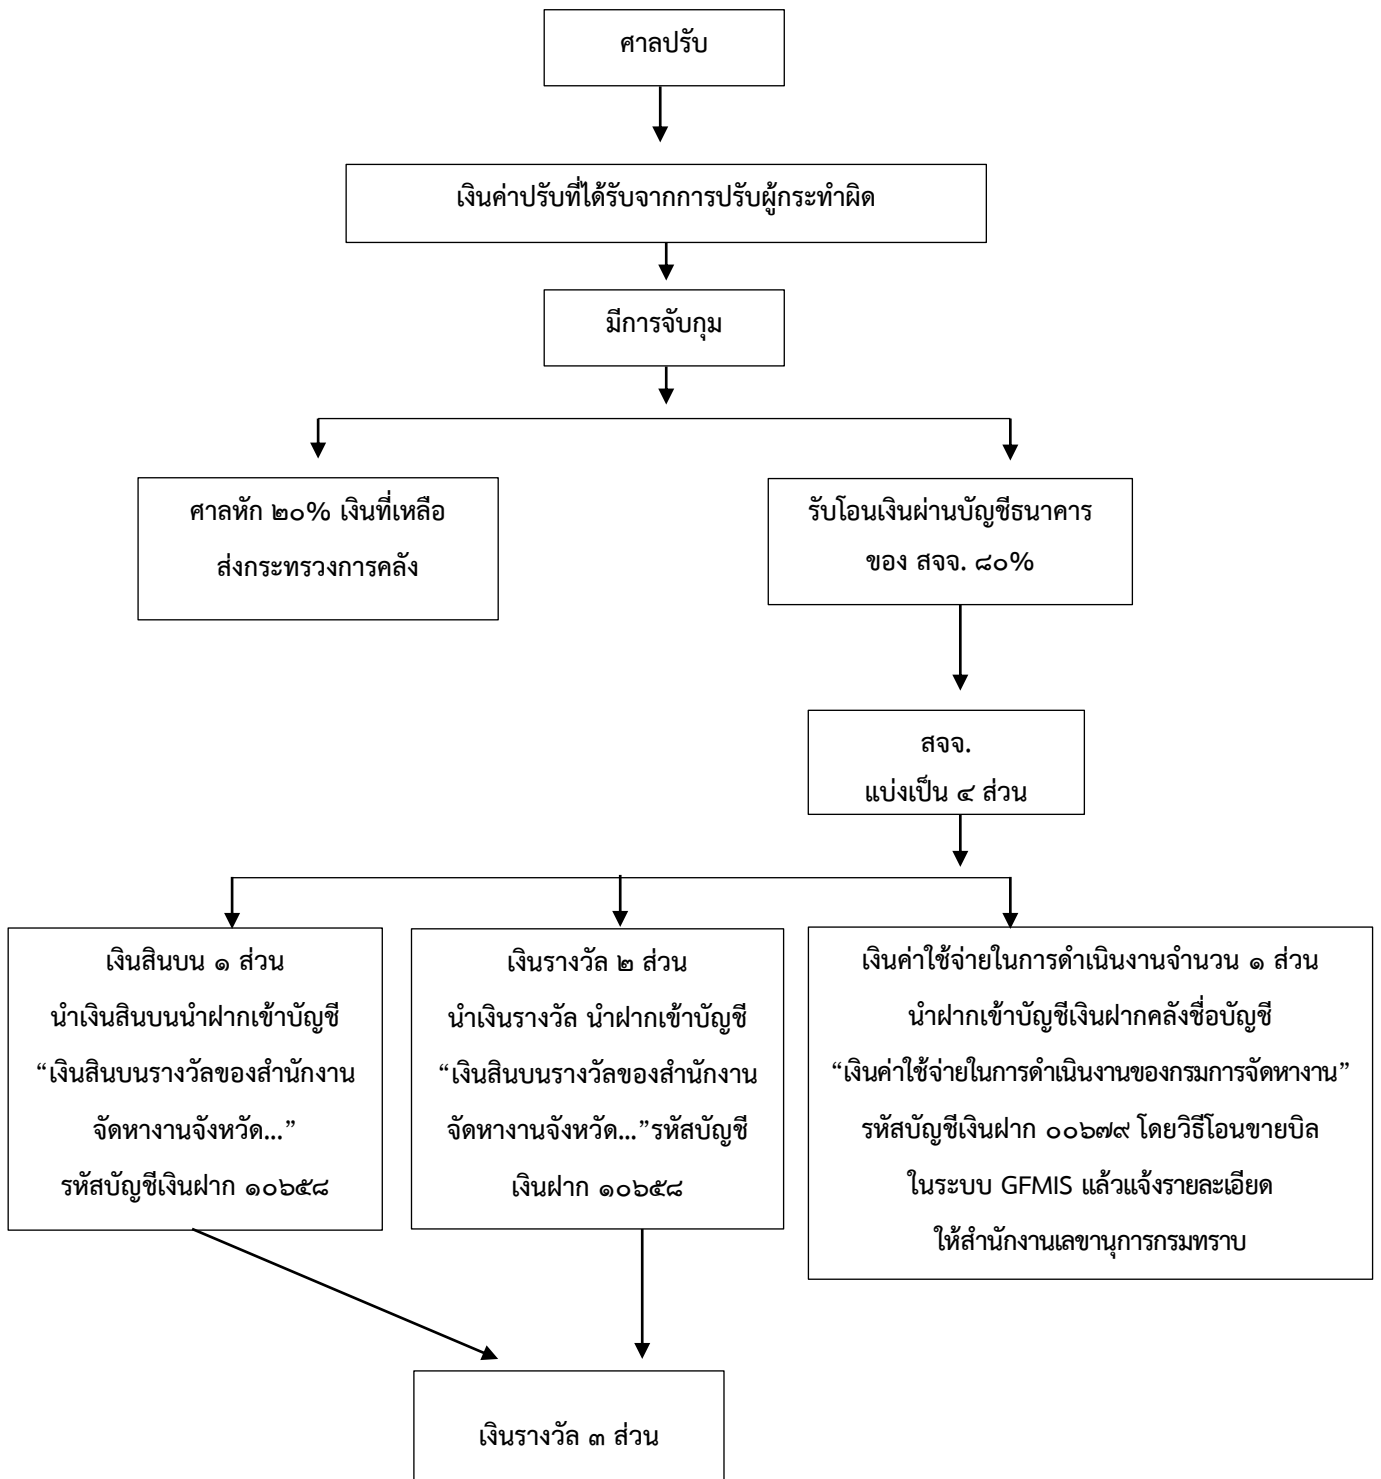 ศาลปรับ
เงินค่าปรับที่ได้รับจากการปรับผู้กระทำผิด
มีการจับกุม
ศาลหัก ๒๐% เงินที่เหลือ
ส่งกระทรวงการคลัง
รับโอนเงินผ่านบัญชีธนาคาร
ของ สจจ. ๘๐%
สจจ.
แบ่งเป็น ๔ ส่วน
เงินสินบน ๑ ส่วน
นำเงินสินบนนำฝากเข้าบัญชี
“เงินสินบนรางวัลของสำนักงาน
จัดหางานจังหวัด...”
รหัสบัญชีเงินฝาก ๑๐๖๕๘
เงินรางวัล ๒ ส่วน
นำเงินรางวัล นำฝากเข้าบัญชี
“เงินสินบนรางวัลของสำนักงาน
จัดหางานจังหวัด...”รหัสบัญชี
เงินฝาก ๑๐๖๕๘
เงินค่าใช้จ่ายในการดำเนินงานจำนวน ๑ ส่วน
นำฝากเข้าบัญชีเงินฝากคลังชื่อบัญชี
“เงินค่าใช้จ่ายในการดำเนินงานของกรมการจัดหางาน”
รหัสบัญชีเงินฝาก ๐๐๖๗๙ โดยวิธีโอนขายบิล
ในระบบ GFMIS แล้วแจ้งรายละเอียด
ให้สำนักงานเลขานุการกรมทราบ
เงินรางวัล ๓ ส่วน